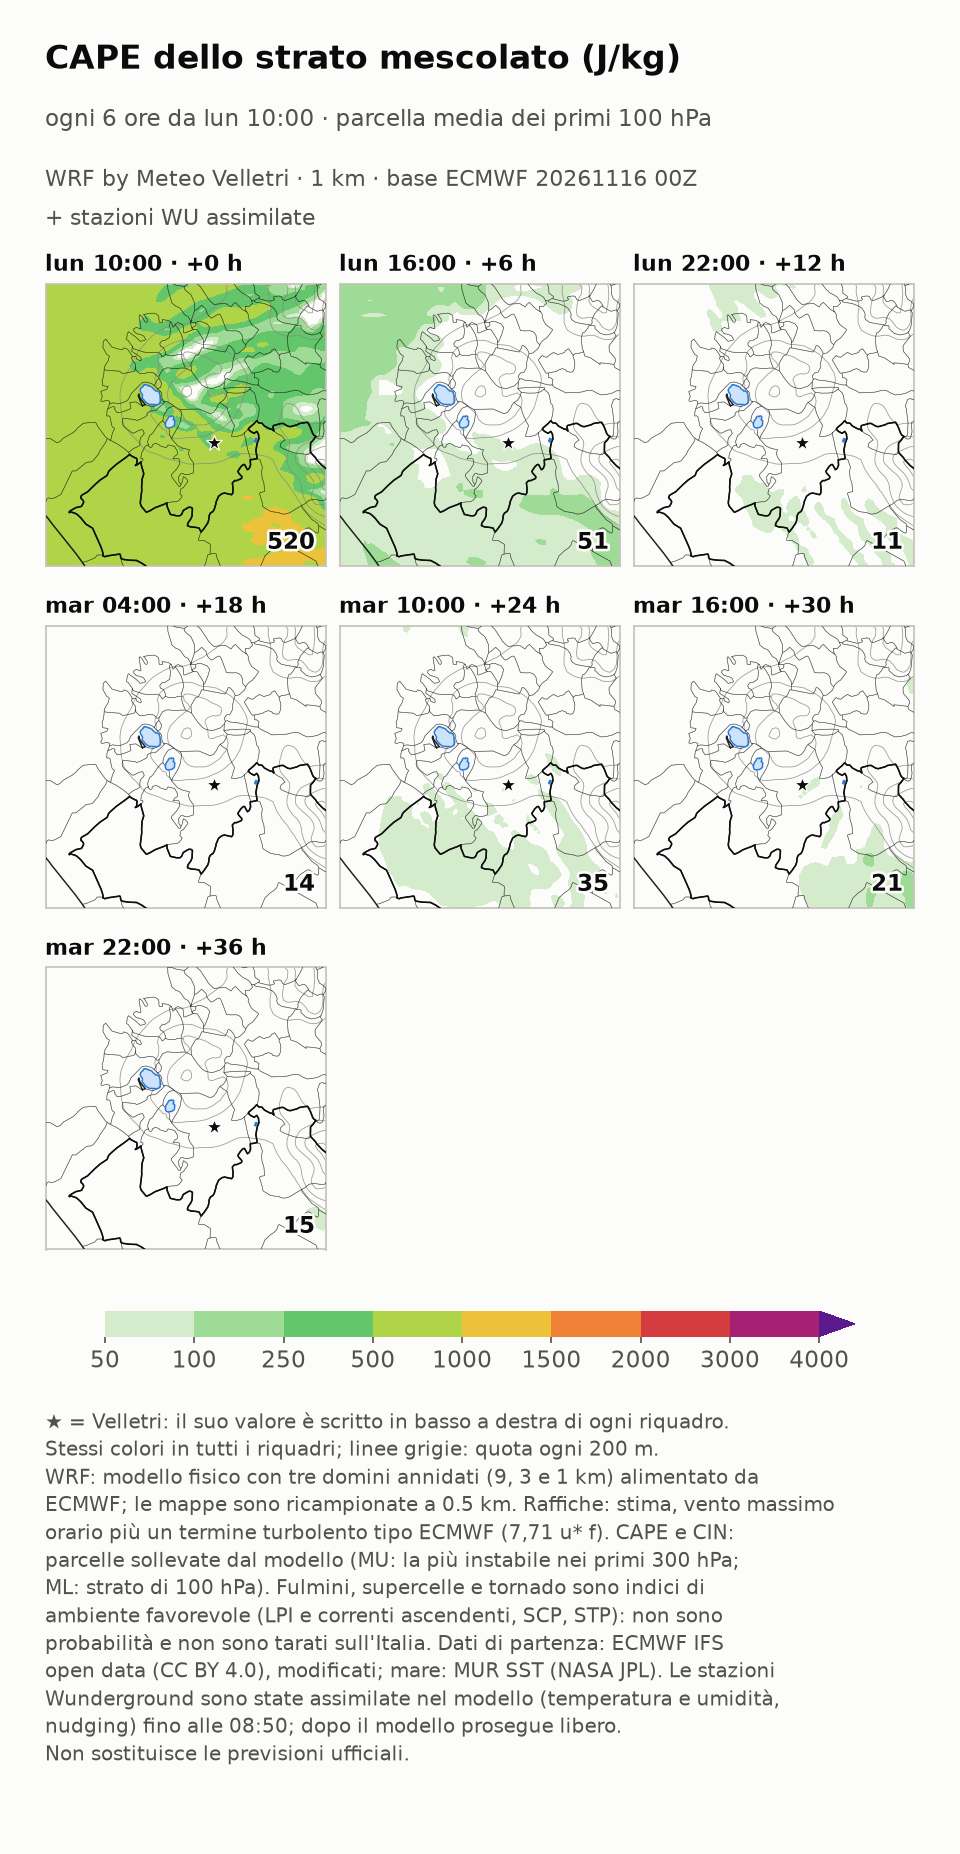 CAPE dello strato mescolato (J/kg)
ogni 6 ore da lun 10:00 · parcella media dei primi 100 hPa
WRF by Meteo Velletri · 1 km · base ECMWF 20261116 00Z
+ stazioni WU assimilate
lun 10:00 · +0 h
lun 16:00 · +6 h
lun 22:00 · +12 h
520
51
11
mar 04:00 · +18 h
mar 10:00 · +24 h
mar 16:00 · +30 h
14
35
21
mar 22:00 · +36 h
15
50 100 250 500 1000 1500 2000 3000 4000
★ = Velletri: il suo valore è scritto in basso a destra di ogni riquadro.
Stessi colori in tutti i riquadri; linee grigie: quota ogni 200 m.
WRF: modello fisico con tre domini annidati (9, 3 e 1 km) alimentato da
ECMWF; le mappe sono ricampionate a 0.5 km. Raffiche: stima, vento massimo
orario più un termine turbolento tipo ECMWF (7,71 u* f). CAPE e CIN:
parcelle sollevate dal modello (MU: la più instabile nei primi 300 hPa;
ML: strato di 100 hPa). Fulmini, supercelle e tornado sono indici di
ambiente favorevole (LPI e correnti ascendenti, SCP, STP): non sono
probabilità e non sono tarati sull'Italia. Dati di partenza: ECMWF IFS
open data (CC BY 4.0), modificati; mare: MUR SST (NASA JPL). Le stazioni
Wunderground sono state assimilate nel modello (temperatura e umidità,
nudging) fino alle 08:50; dopo il modello prosegue libero.
Non sostituisce le previsioni ufficiali.